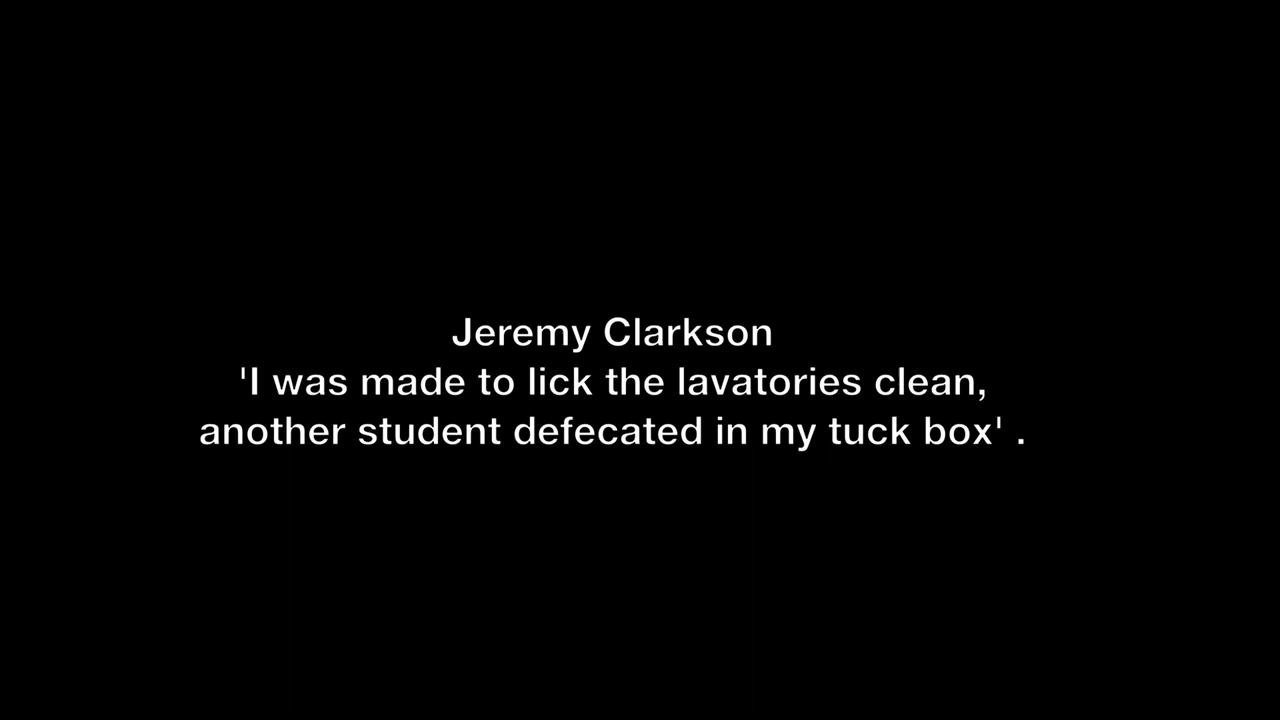 Jeremy Clarkson
'I was made to lick the lavatories clean,
another student defecated in my tuck box' .